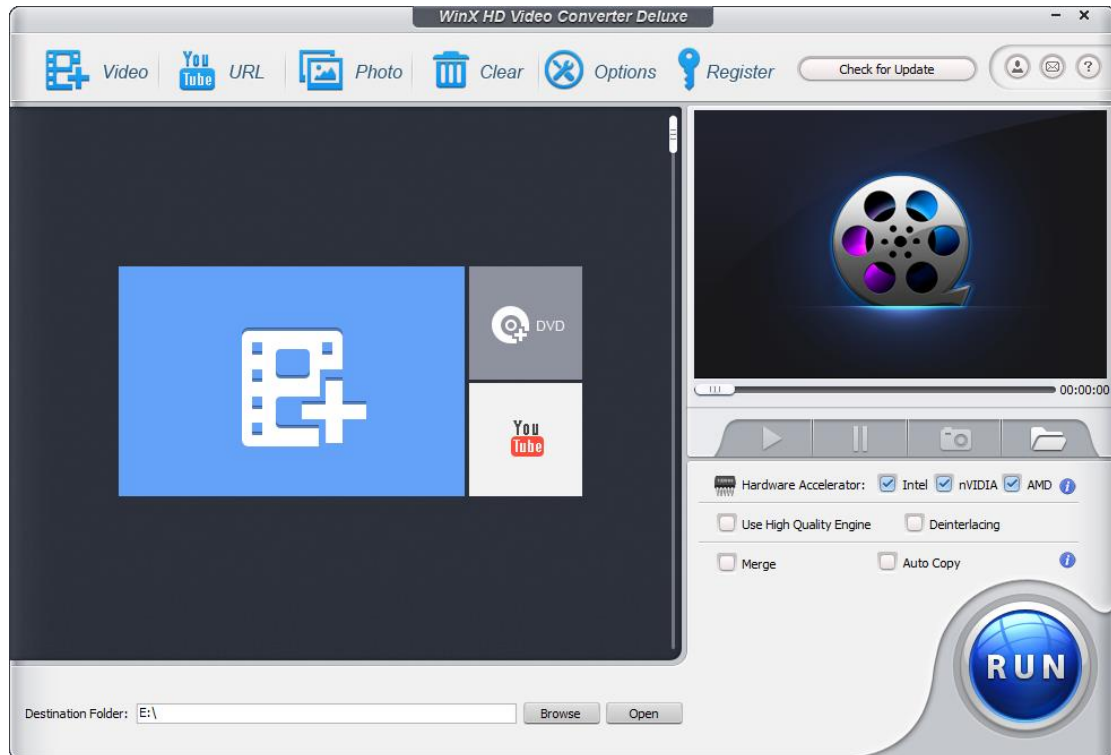 WinX HD Video Converter Deluxe
Video
You Tube
URL
Photo
Clear
Options
Register
Check for Update
?
DVD
You
Tube
00:00:00
Hardware Accelerator: Intel nVIDIA AMD i
Use High Quality Engine Deinterlacing
Merge Auto Copy i
RUN
Destination Folder: E:\ Browse Open